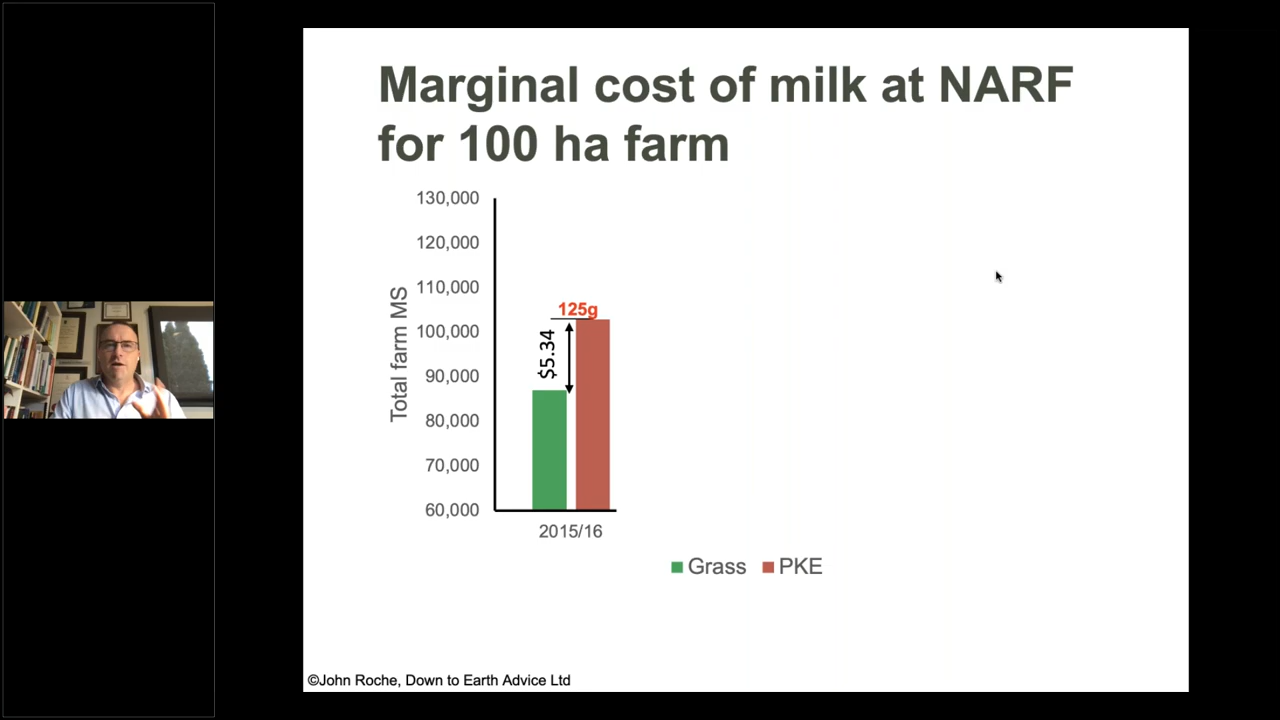 Marginal cost of milk at NARF
for 100 ha farm
130,000
120,000
110,000
100,000
90,000
80,000
70,000
60,000
Total farm MS
125g
$5.34
2015/16
Grass PKE
©John Roche, Down to Earth Advice Ltd